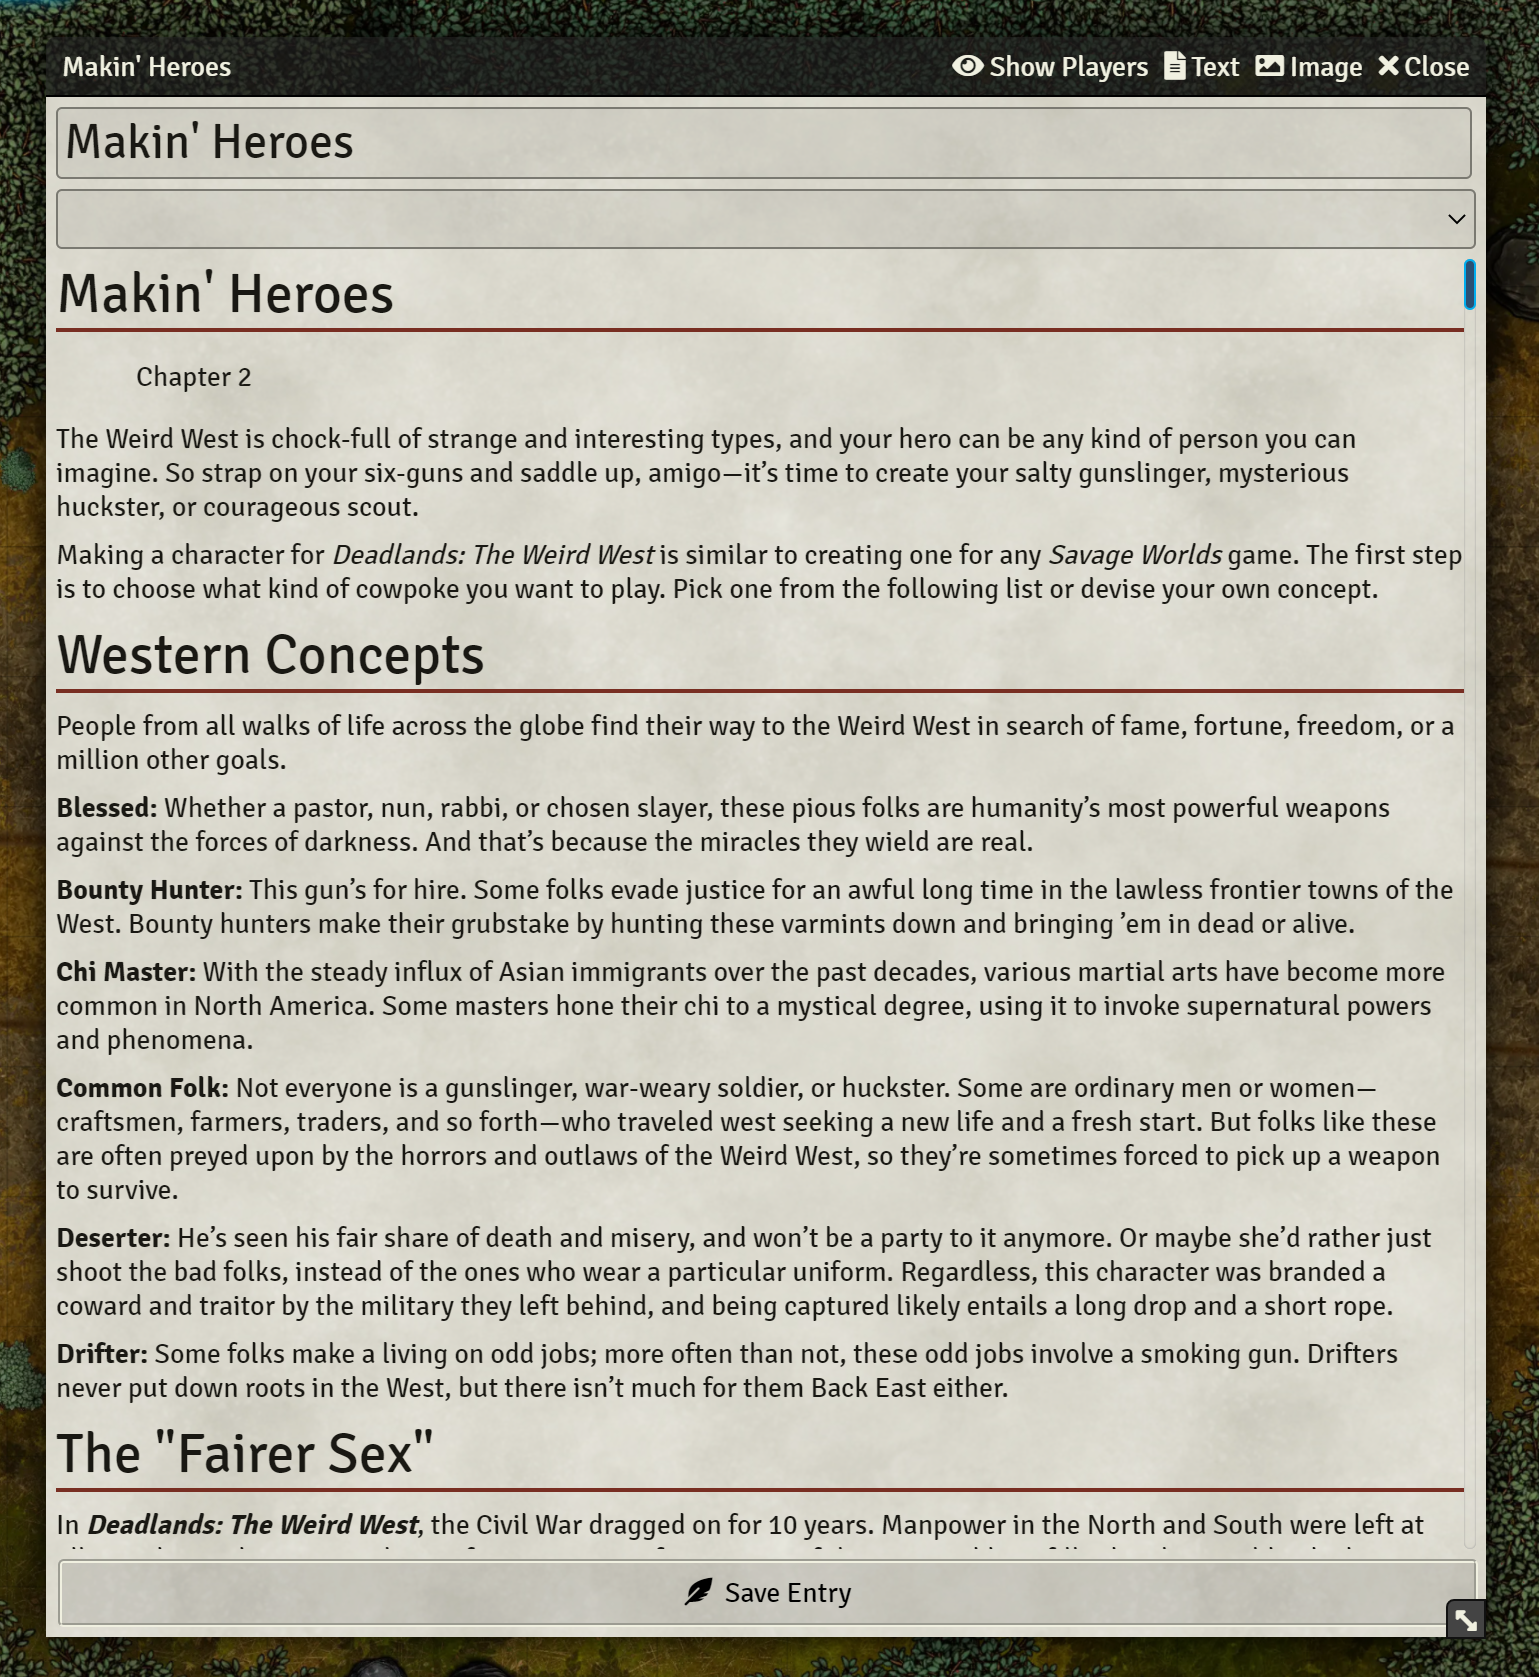 Makin' Heroes
Show Players Text Image Close
Makin' Heroes
Makin' Heroes
Chapter 2
The Weird West is chock-full of strange and interesting types, and your hero can be any kind of person you can
imagine. So strap on your six-guns and saddle up, amigo—it’s time to create your salty gunslinger, mysterious
huckster, or courageous scout.
Making a character for Deadlands: The Weird West is similar to creating one for any Savage Worlds game. The first step
is to choose what kind of cowpoke you want to play. Pick one from the following list or devise your own concept.
Western Concepts
People from all walks of life across the globe find their way to the Weird West in search of fame, fortune, freedom, or a
million other goals.
Blessed: Whether a pastor, nun, rabbi, or chosen slayer, these pious folks are humanity’s most powerful weapons
against the forces of darkness. And that’s because the miracles they wield are real.
Bounty Hunter: This gun’s for hire. Some folks evade justice for an awful long time in the lawless frontier towns of the
West. Bounty hunters make their grubstake by hunting these varmints down and bringing ’em in dead or alive.
Chi Master: With the steady influx of Asian immigrants over the past decades, various martial arts have become more
common in North America. Some masters hone their chi to a mystical degree, using it to invoke supernatural powers
and phenomena.
Common Folk: Not everyone is a gunslinger, war-weary soldier, or huckster. Some are ordinary men or women—
craftsmen, farmers, traders, and so forth—who traveled west seeking a new life and a fresh start. But folks like these
are often preyed upon by the horrors and outlaws of the Weird West, so they’re sometimes forced to pick up a weapon
to survive.
Deserter: He’s seen his fair share of death and misery, and won’t be a party to it anymore. Or maybe she’d rather just
shoot the bad folks, instead of the ones who wear a particular uniform. Regardless, this character was branded a
coward and traitor by the military they left behind, and being captured likely entails a long drop and a short rope.
Drifter: Some folks make a living on odd jobs; more often than not, these odd jobs involve a smoking gun. Drifters
never put down roots in the West, but there isn’t much for them Back East either.
The "Fairer Sex"
In Deadlands: The Weird West, the Civil War dragged on for 10 years. Manpower in the North and South were left at
Save Entry